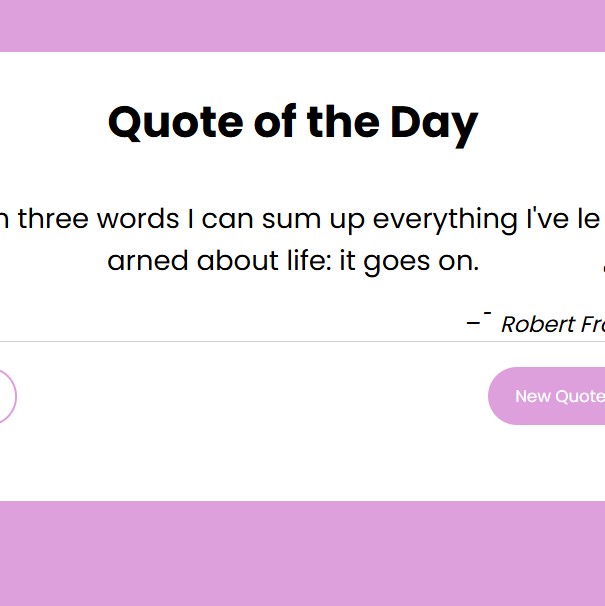 Quote of the Day
n three words I can sum up everything I've le
arned about life: it goes on.
– - Robert Fro
New Quote